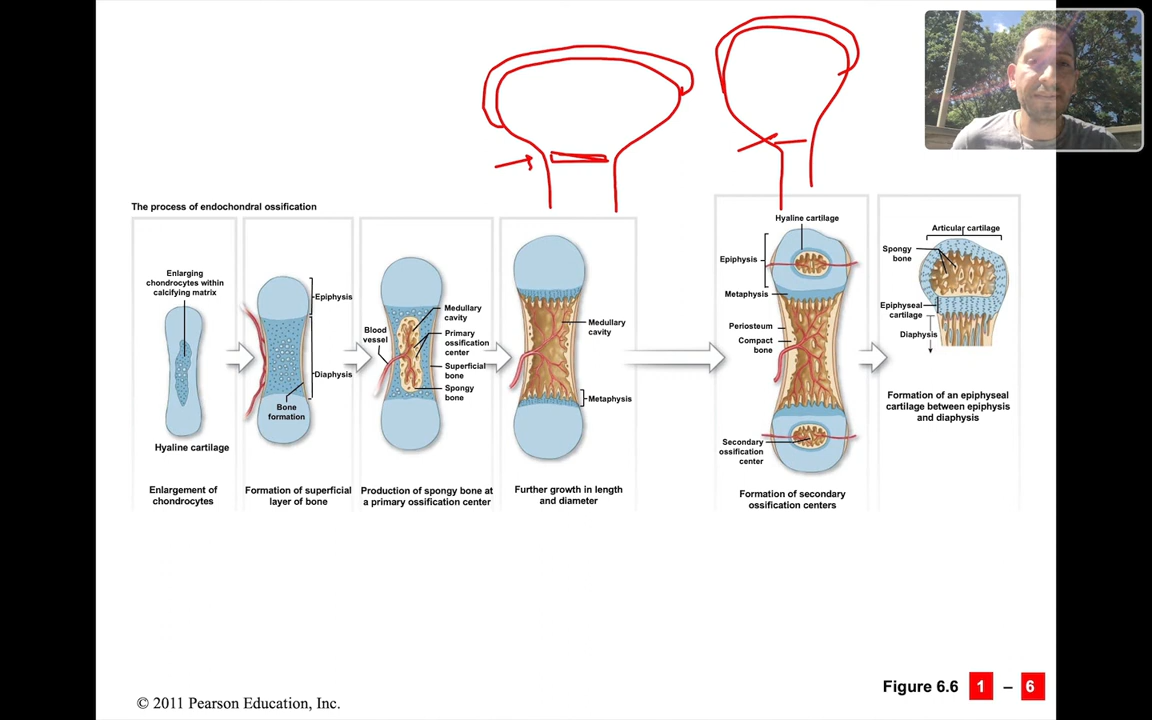 The process of endochondral ossification
Enlarging
chondrocytes within
calcifying matrix
Hyaline cartilage
Enlargement of
chondrocytes
Epiphysis
Diaphysis
Bone
formation
Formation of superficial
layer of bone
Blood
vessel
Medullary
cavity
Primary
ossification
center
Superficial
bone
Spongy
bone
Production of spongy bone at
a primary ossification center
Medullary
cavity
Metaphysis
Further growth in length
and diameter
Hyaline cartilage
Epiphysis
Metaphysis
Periosteum
Compact
bone
Secondary
ossification
center
Formation of secondary
ossification centers
Articular cartilage
Spongy
bone
Epiphyseal
cartilage
Diaphysis
Formation of an epiphyseal
cartilage between epiphysis
and diaphysis
Figure 6.6 1 – 6
© 2011 Pearson Education, Inc.